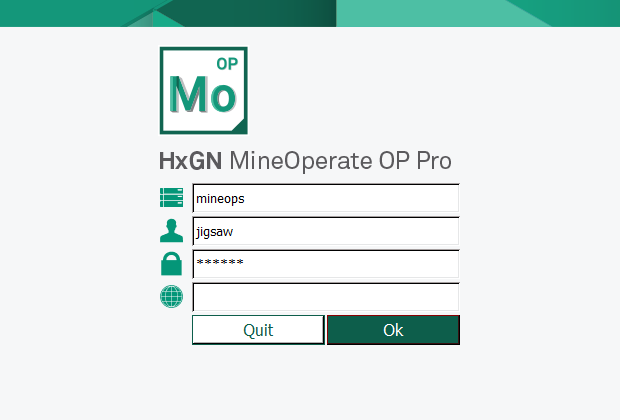 OP
Mo
HxGN MineOperate OP Pro
mineops
jigsaw
******
Quit Ok